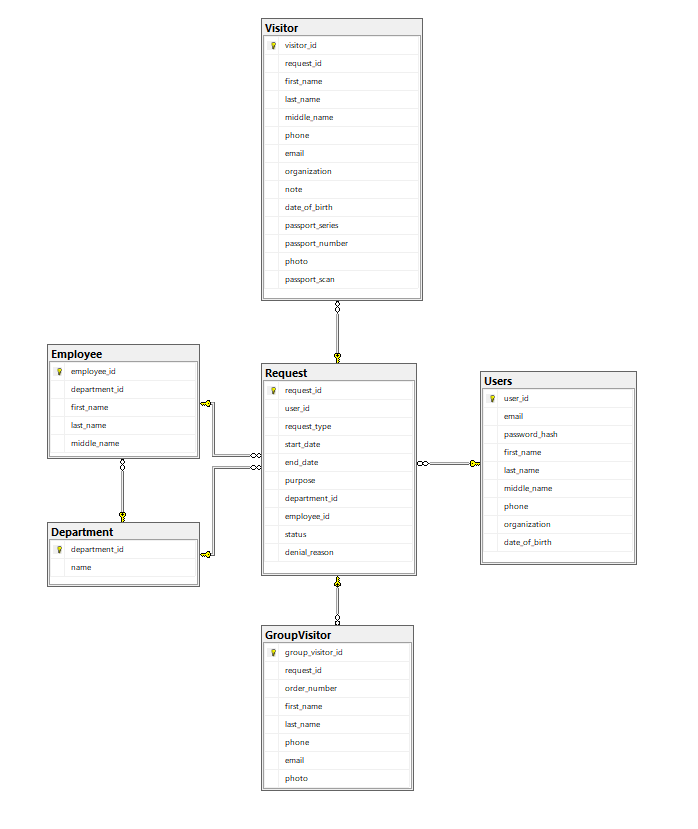 Visitor
visitor_id
request_id
first_name
last_name
middle_name
phone
email
organization
note
date_of_birth
passport_series
passport_number
photo
passport_scan
Employee
employee_id
department_id
first_name
last_name
middle_name
Request
request_id
user_id
request_type
start_date
end_date
purpose
department_id
employee_id
status
denial_reason
Users
user_id
email
password_hash
first_name
last_name
middle_name
phone
organization
date_of_birth
Department
department_id
name
GroupVisitor
group_visitor_id
request_id
order_number
first_name
last_name
phone
email
photo